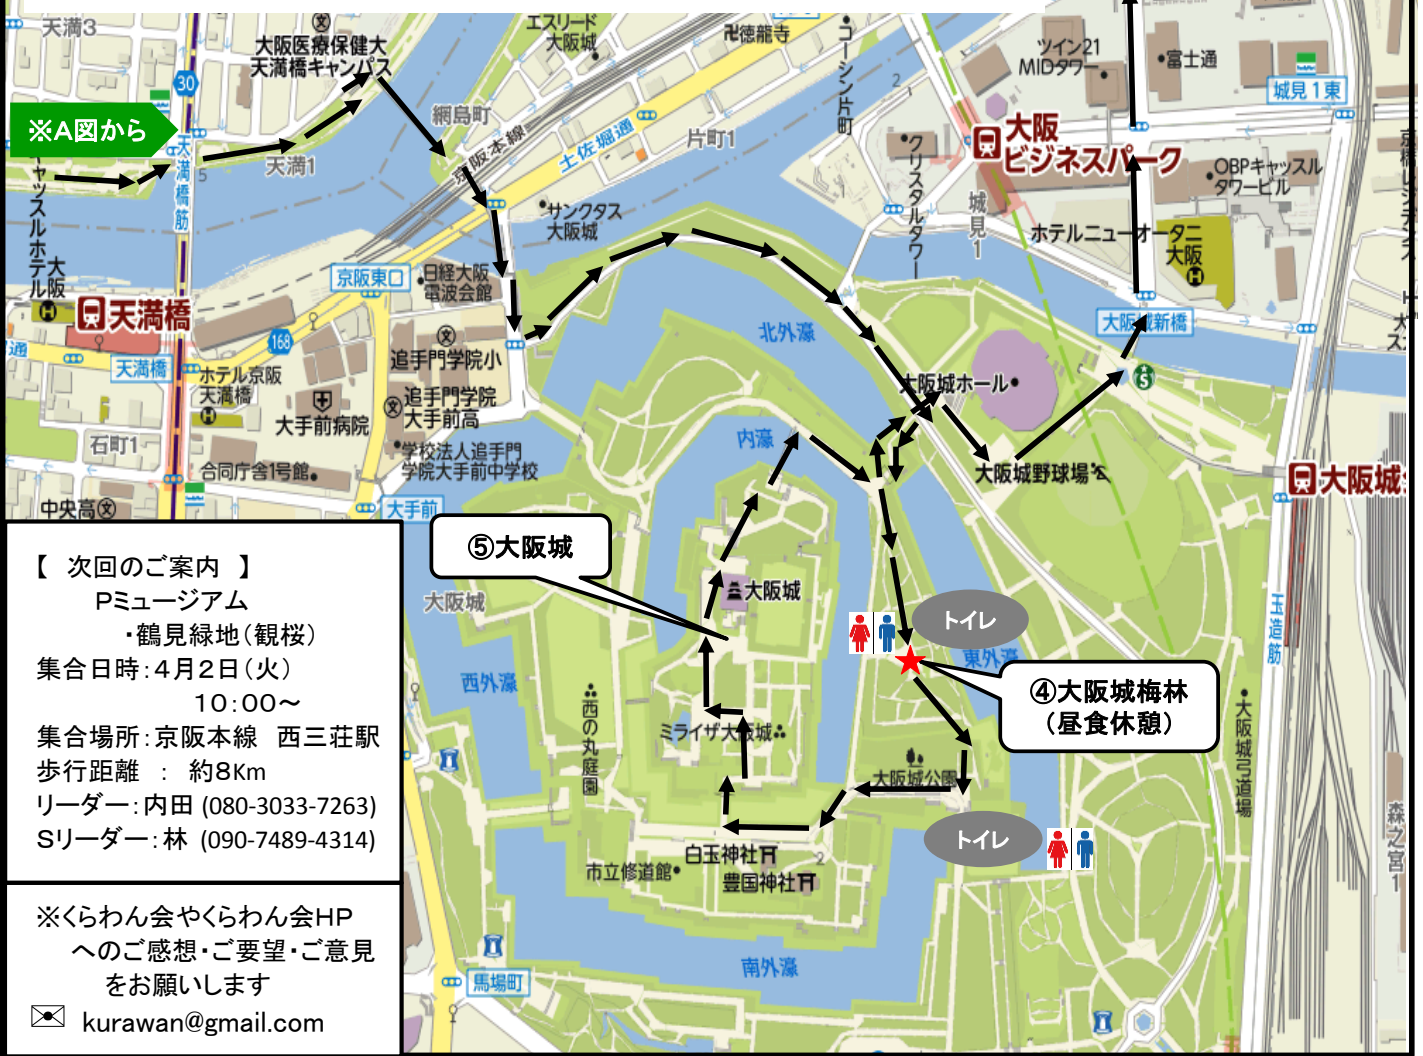 天満3
大阪医療保健大
天満橋キャンパス
エスリード
大阪城
卍徳龍寺
コーシン片町
2
ツイン21
MIDタワー
富士通
城見1東
30
※A図から
網島町
京阪本線
土佐堀通
片町1
天満1
5
天満橋筋
クリスタルタワー
大阪
ビジネスパーク
OBPキャッスル
タワービル
城見1
サンクタス
大阪城
ホテルニューオータニ
大阪
キャッスルホテル
大阪
京阪東口
日経大阪
電波会館
天満橋
168
北外濠
大阪城新橋
通
天満橋
ホテル京阪
天満橋
追手門学院小
追手門学院
大手前高
大手前病院
大阪城ホール
石町1
合同庁舎1号館
学校法人追手門
学院大手前中学校
内濠
大阪城野球場
大阪城
中央高
大手前
⑤大阪城
【 次回のご案内 】
Pミュージアム
・鶴見緑地(観桜)
集合日時:4月2日(火)
10:00~
集合場所:京阪本線 西三荘駅
歩行距離 : 約8Km
リーダー:内田 (080-3033-7263)
Sリーダー:林 (090-7489-4314)
大阪城
大阪城
トイレ
東外濠
玉造筋
④大阪城梅林
(昼食休憩)
西外濠
西の丸庭園
ミライザ大阪城
大阪城公園
大阪城弓道場
トイレ
森之宮1
白玉神社
2
市立修道館
豊国神社
南外濠
馬場町
※くらわん会やくらわん会HP
へのご感想・ご要望・ご意見
をお願いします
kurawan@gmail.com